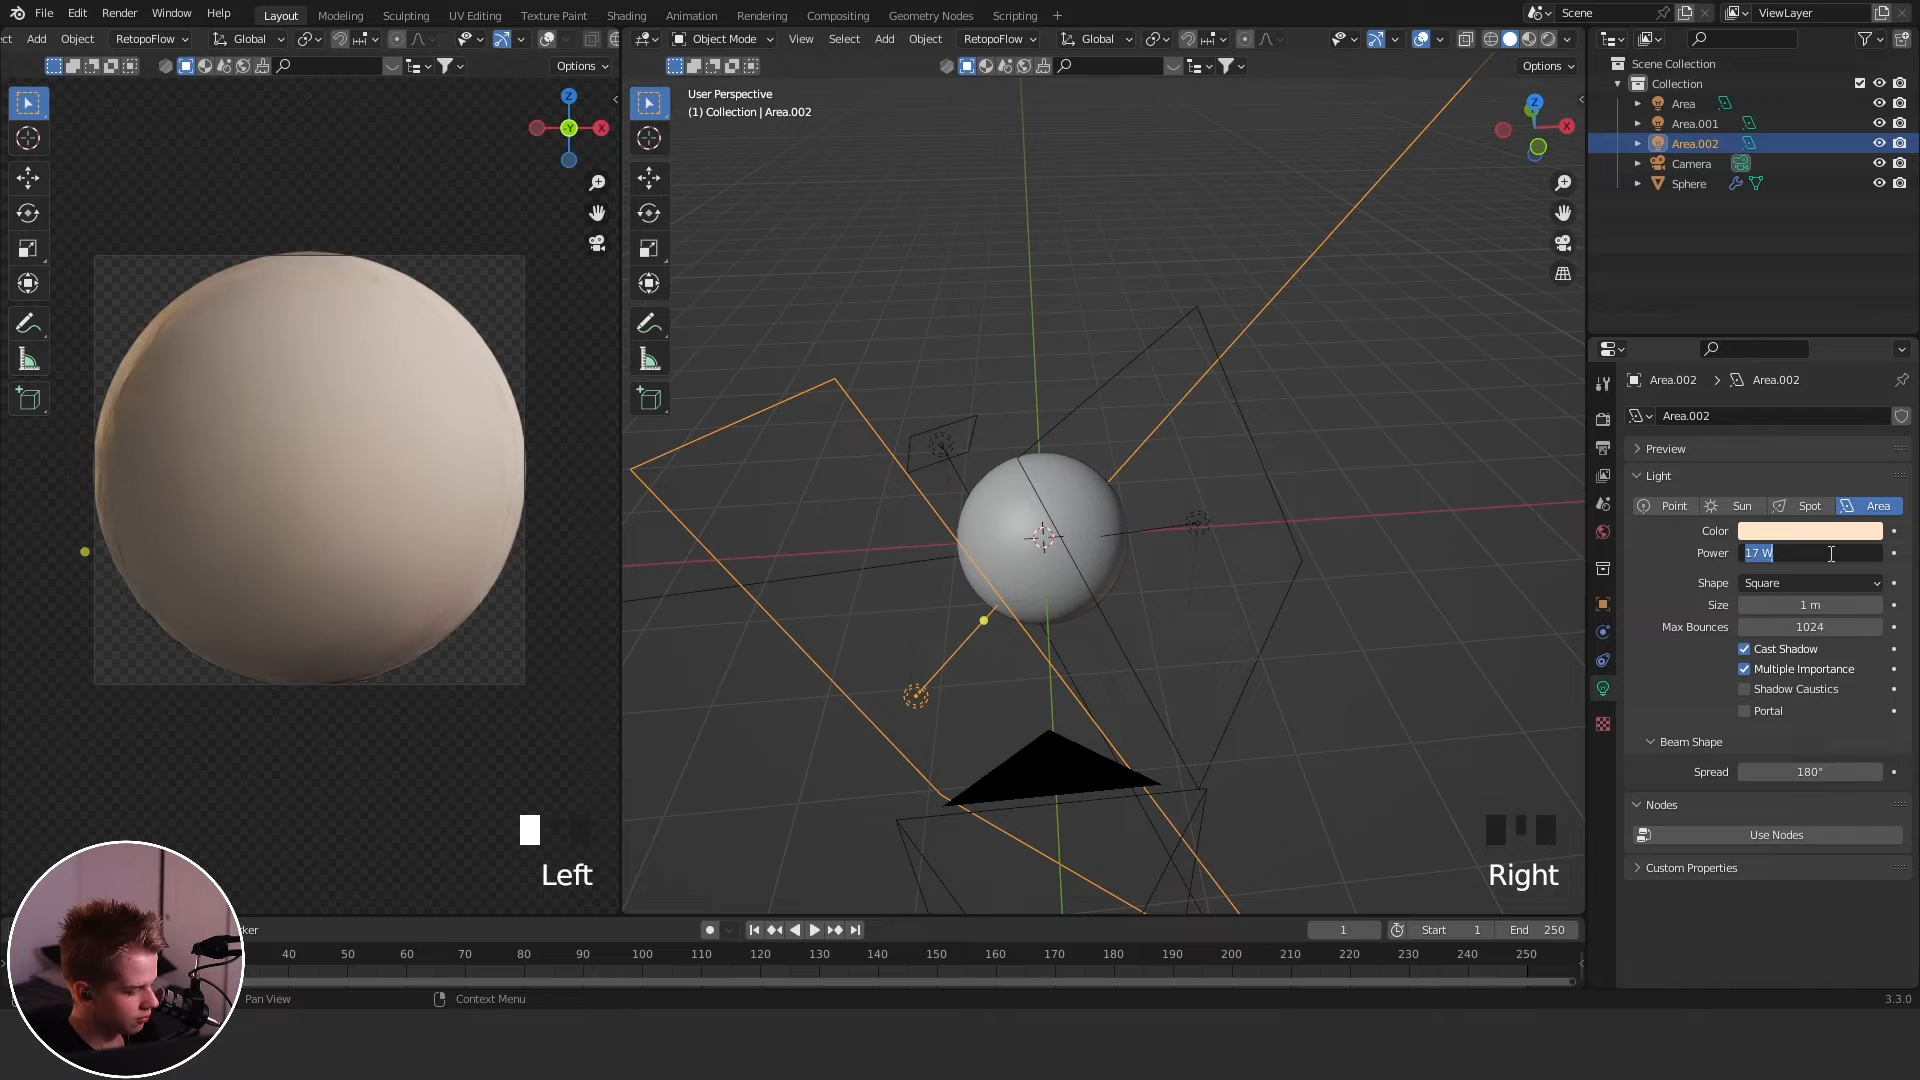 File Edit Render Window Help Layout Modeling Sculpting UV Editing Texture Paint Shading Animation Rendering Compositing Geometry Nodes Scripting + Scene ViewLayer
ct Add Object RetopoFlow Global
Object Mode View Select Add Object RetopoFlow Global
Options
Options
Z
X
-Y
User Perspective
(1) Collection | Area.002
Z
X
Scene Collection
Collection
Area
Area.001
Area.002
Camera
Sphere
Area.002 > Area.002
Area.002
Preview
Light
Point Sun Spot Area
Color
Power 17 W
Shape Square
Size 1 m
Max Bounces 1024
Cast Shadow
Multiple Importance
Shadow Caustics
Portal
Beam Shape
Spread 180°
Nodes
Use Nodes
Custom Properties
Left
Right
ker
1 Start 1 End 250
40 50 60 70 80 90 100 110 120 130 140 150 160 170 180 190 200 210 220 230 240 250
Pan View Context Menu 3.3.0